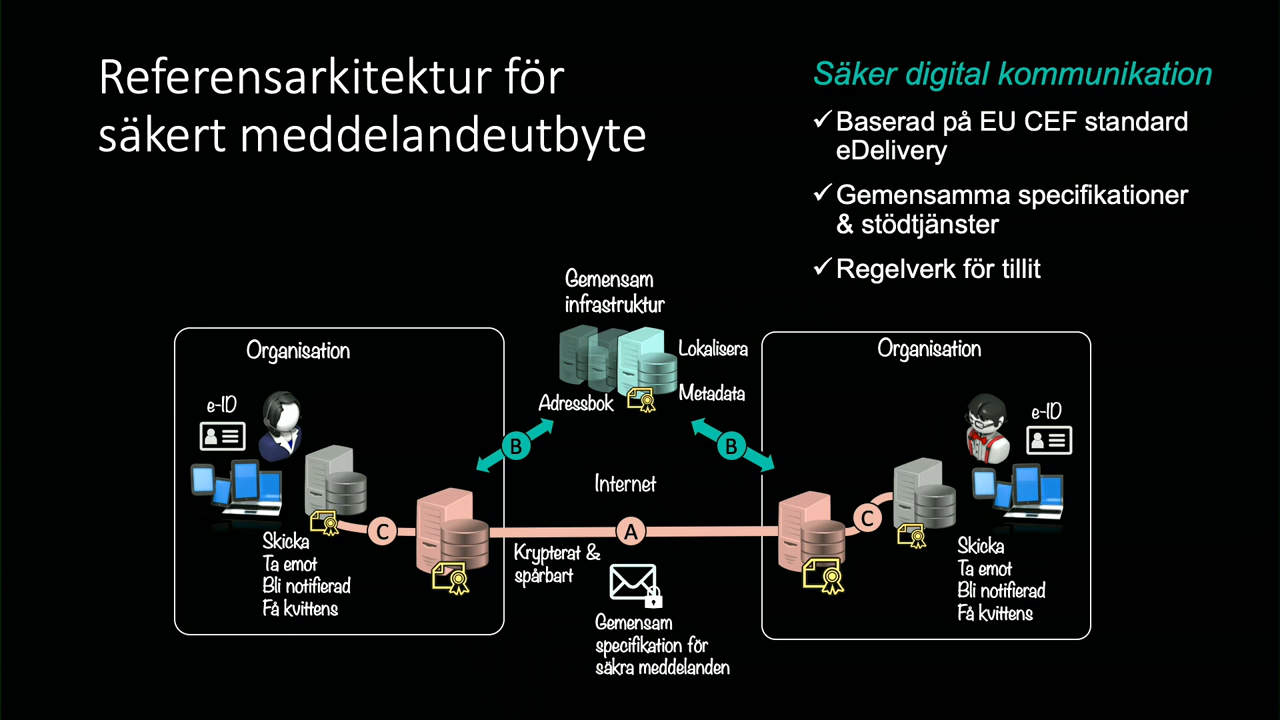 Referensarkitektur för
säkert meddelandeutbyte
Säker digital kommunikation
✓Baserad på EU CEF standard
eDelivery
✓Gemensamma specifikationer
& stödtjänster
✓Regelverk för tillit
Gemensam
infrastruktur
Lokalisera
Metadata
Adressbok
Organisation
e-ID
Skicka
Ta emot
Bli notifierad
Få kvittens
C
B
B
Internet
A
Krypterat &
spårbart
Gemensam
specifikation för
säkra meddelanden
Organisation
e-ID
C
Skicka
Ta emot
Bli notifierad
Få kvittens